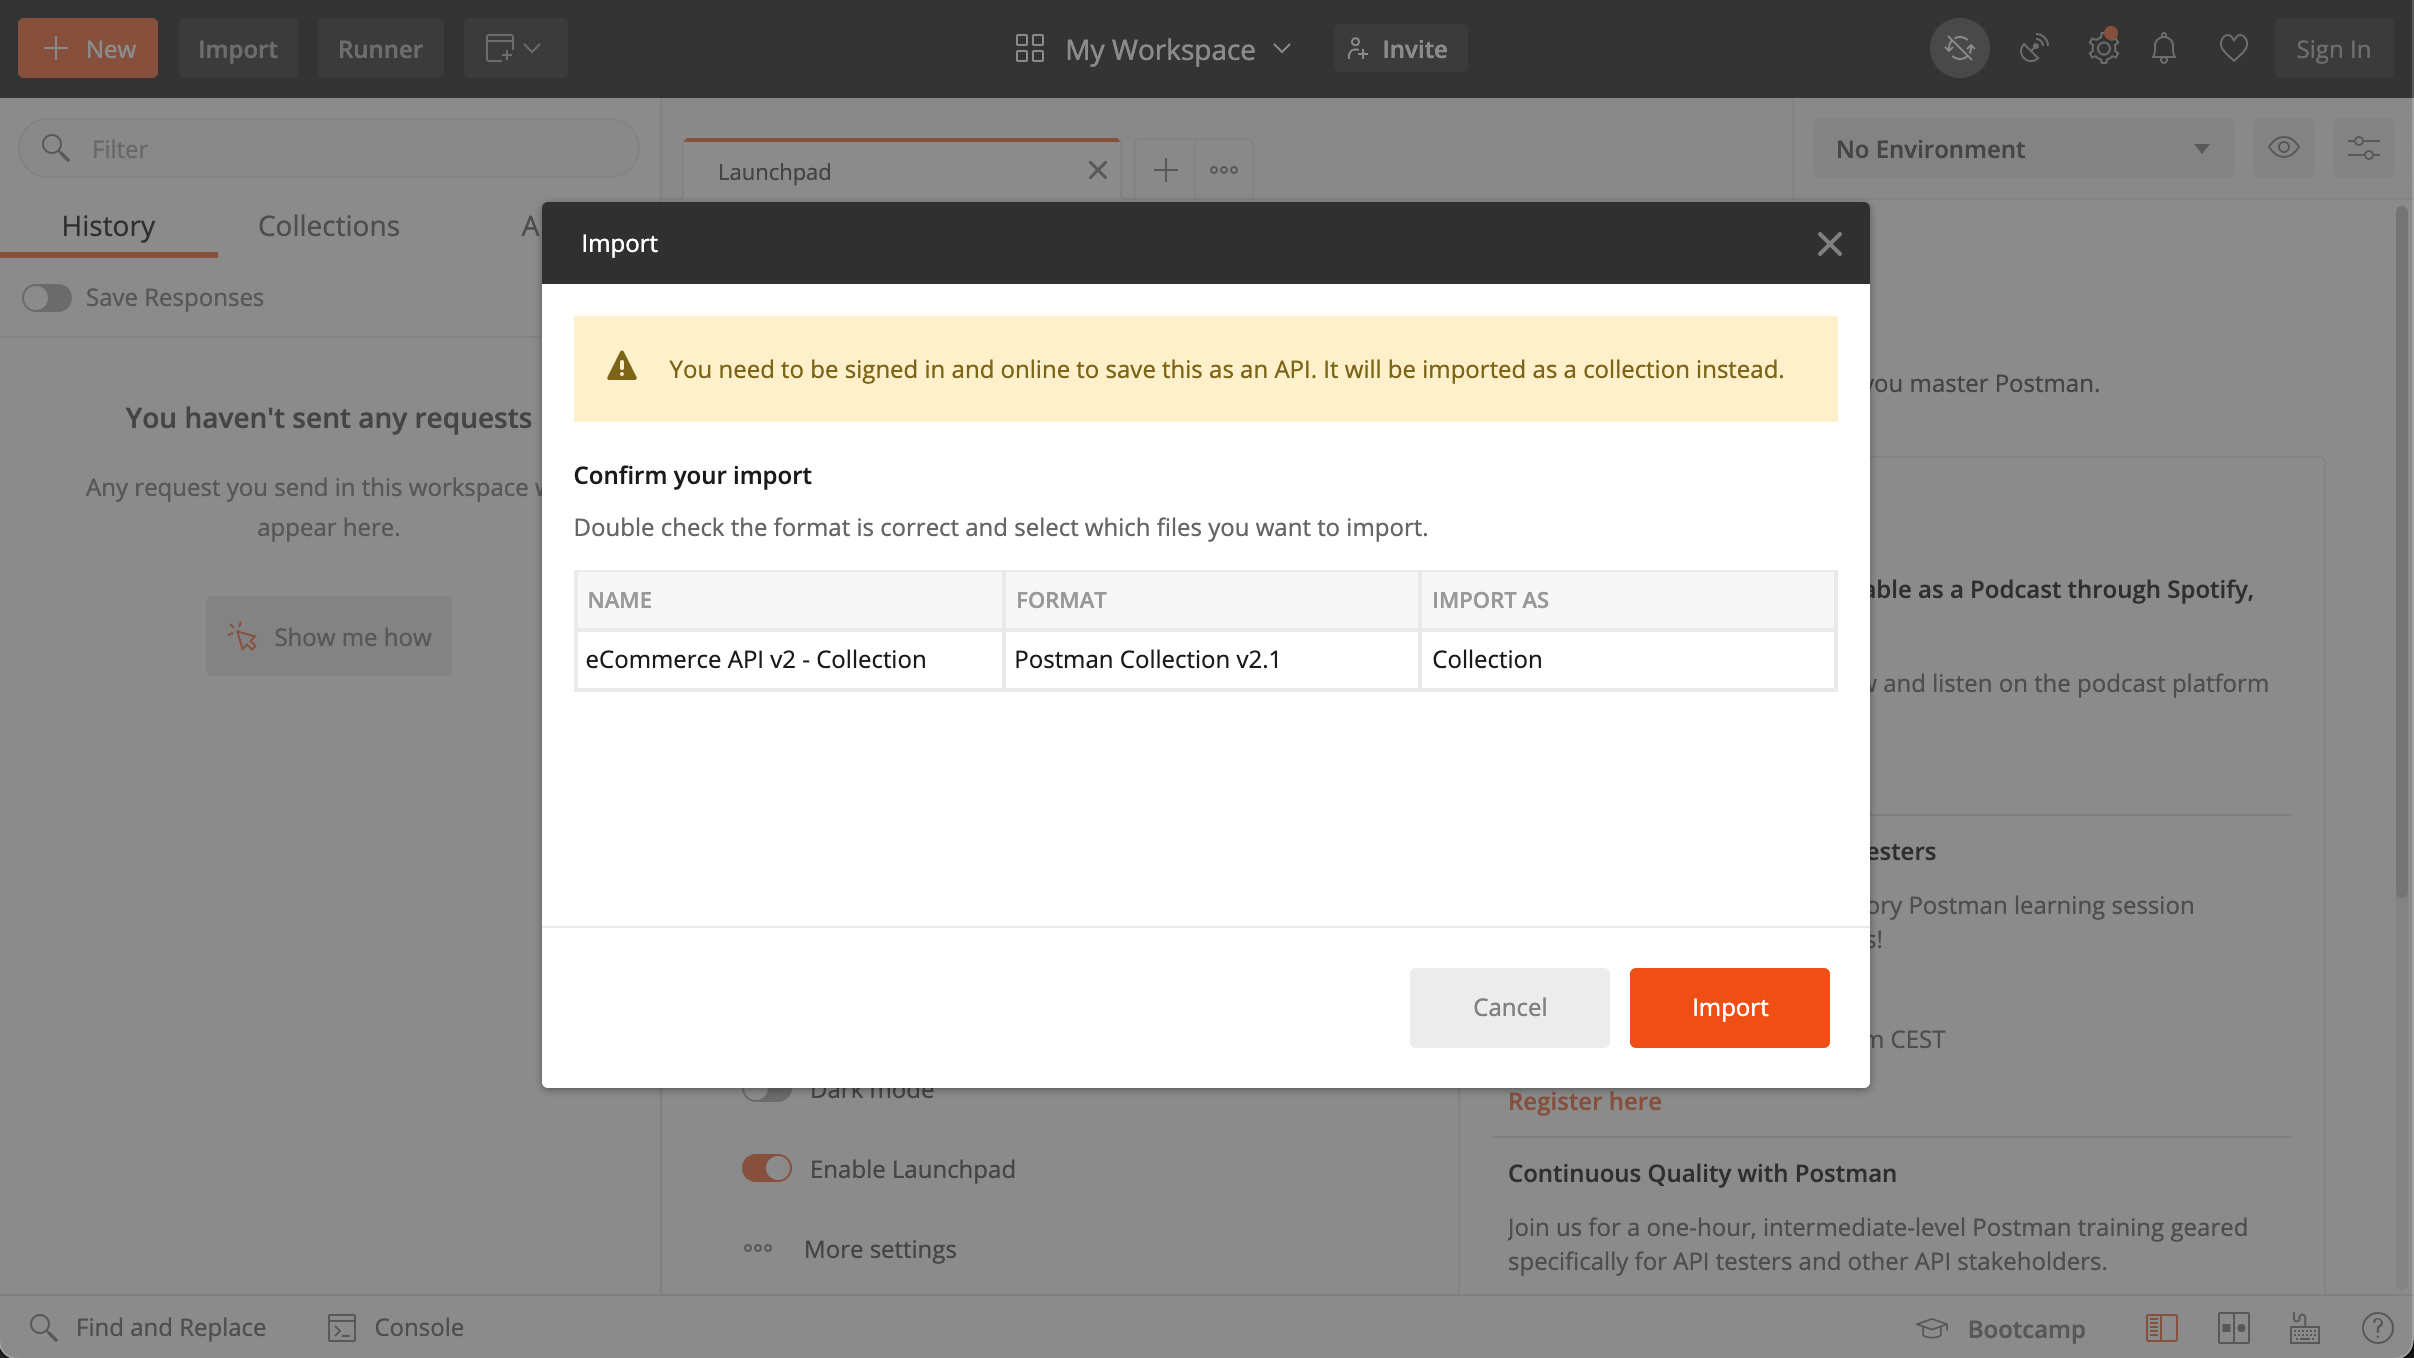 New
Import
Runner
My Workspace
Invite
Sign In
Filter
Launchpad
No Environment
History
Collections
A
Save Responses
You haven't sent any requests
Any request you send in this workspace
appear here.
Show me how
Import
You need to be signed in and online to save this as an API. It will be imported as a collection instead.
Confirm your import
Double check the format is correct and select which files you want to import.
NAME FORMAT IMPORT AS
eCommerce API v2 - Collection Postman Collection v2.1 Collection
Cancel
Import
you master Postman.
able as a Podcast through Spotify,
and listen on the podcast platform
esters
ory Postman learning session
s!
m CEST
Register here
Continuous Quality with Postman
Join us for a one-hour, intermediate-level Postman training geared
specifically for API testers and other API stakeholders.
Dark mode
Enable Launchpad
More settings
Find and Replace
Console
Bootcamp